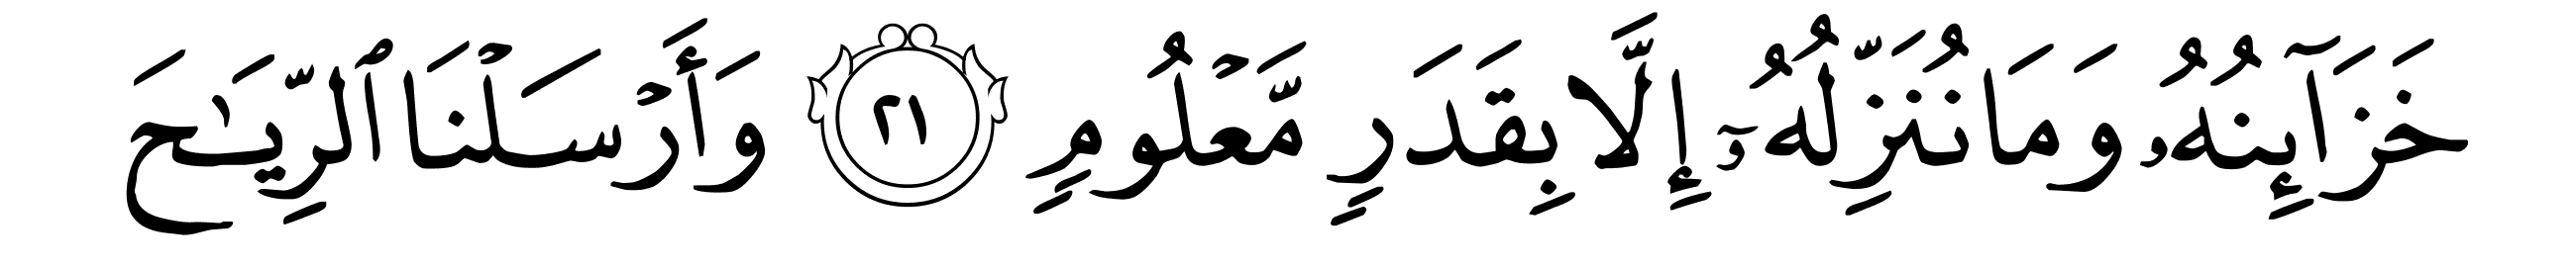 خَزَآئِنُهُۥ وَمَا نُنَزِّلُهُۥٓ إِلَّا بِقَدَرٍ مَّعْلُومٍ ٢١ وَأَرْسَلْنَا ٱلرِّيَـٰحَ